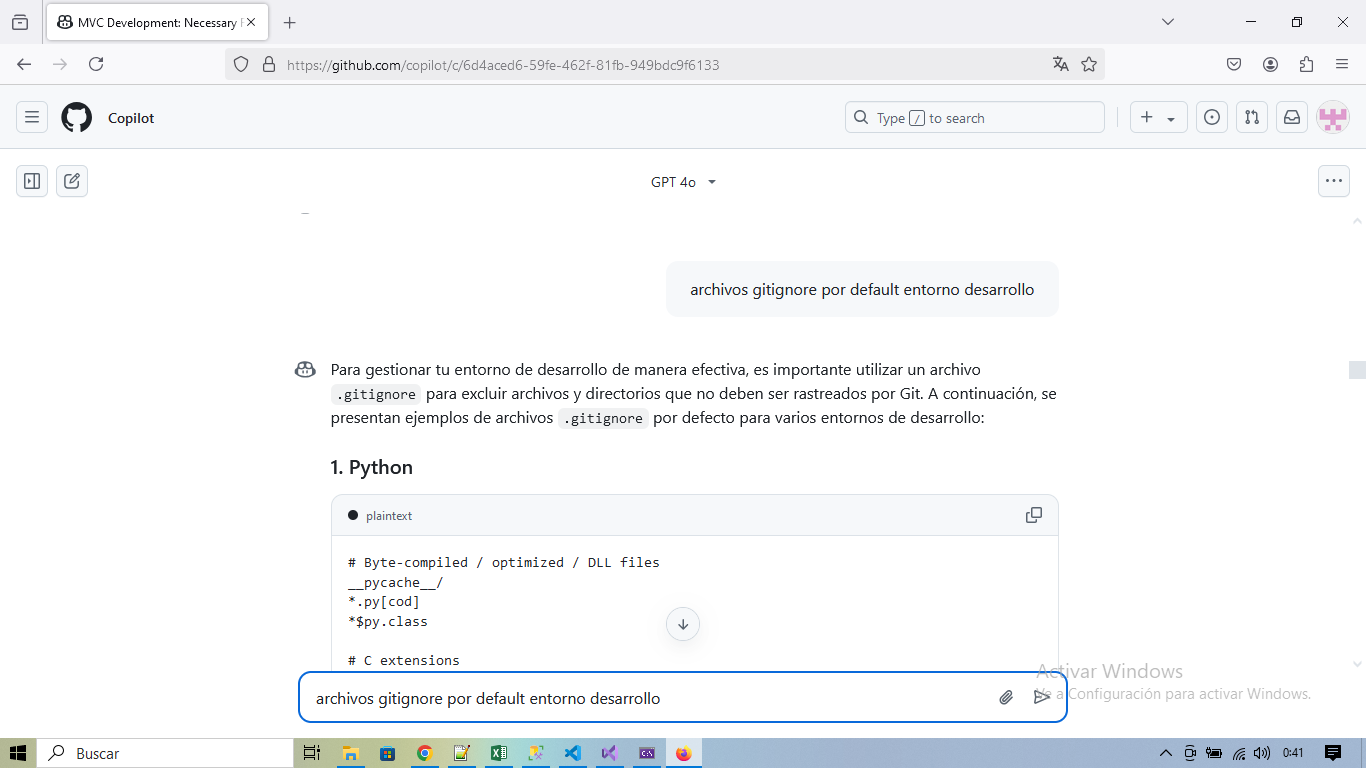 MVC Development: Necessary
https://github.com/copilot/c/6d4aced6-59fe-462f-81fb-949bdc9f6133
Copilot
Type / to search
GPT 4o
archivos gitignore por default entorno desarrollo
Para gestionar tu entorno de desarrollo de manera efectiva, es importante utilizar un archivo
.gitignore para excluir archivos y directorios que no deben ser rastreados por Git. A continuación, se
presentan ejemplos de archivos .gitignore por defecto para varios entornos de desarrollo:
1. Python
plaintext
# Byte-compiled / optimized / DLL files
__pycache__/
*.py[cod]
*$py.class
# C extensions
archivos gitignore por default entorno desarrollo
Activar Windows
Ve a Configuración para activar Windows.
Buscar
0:41